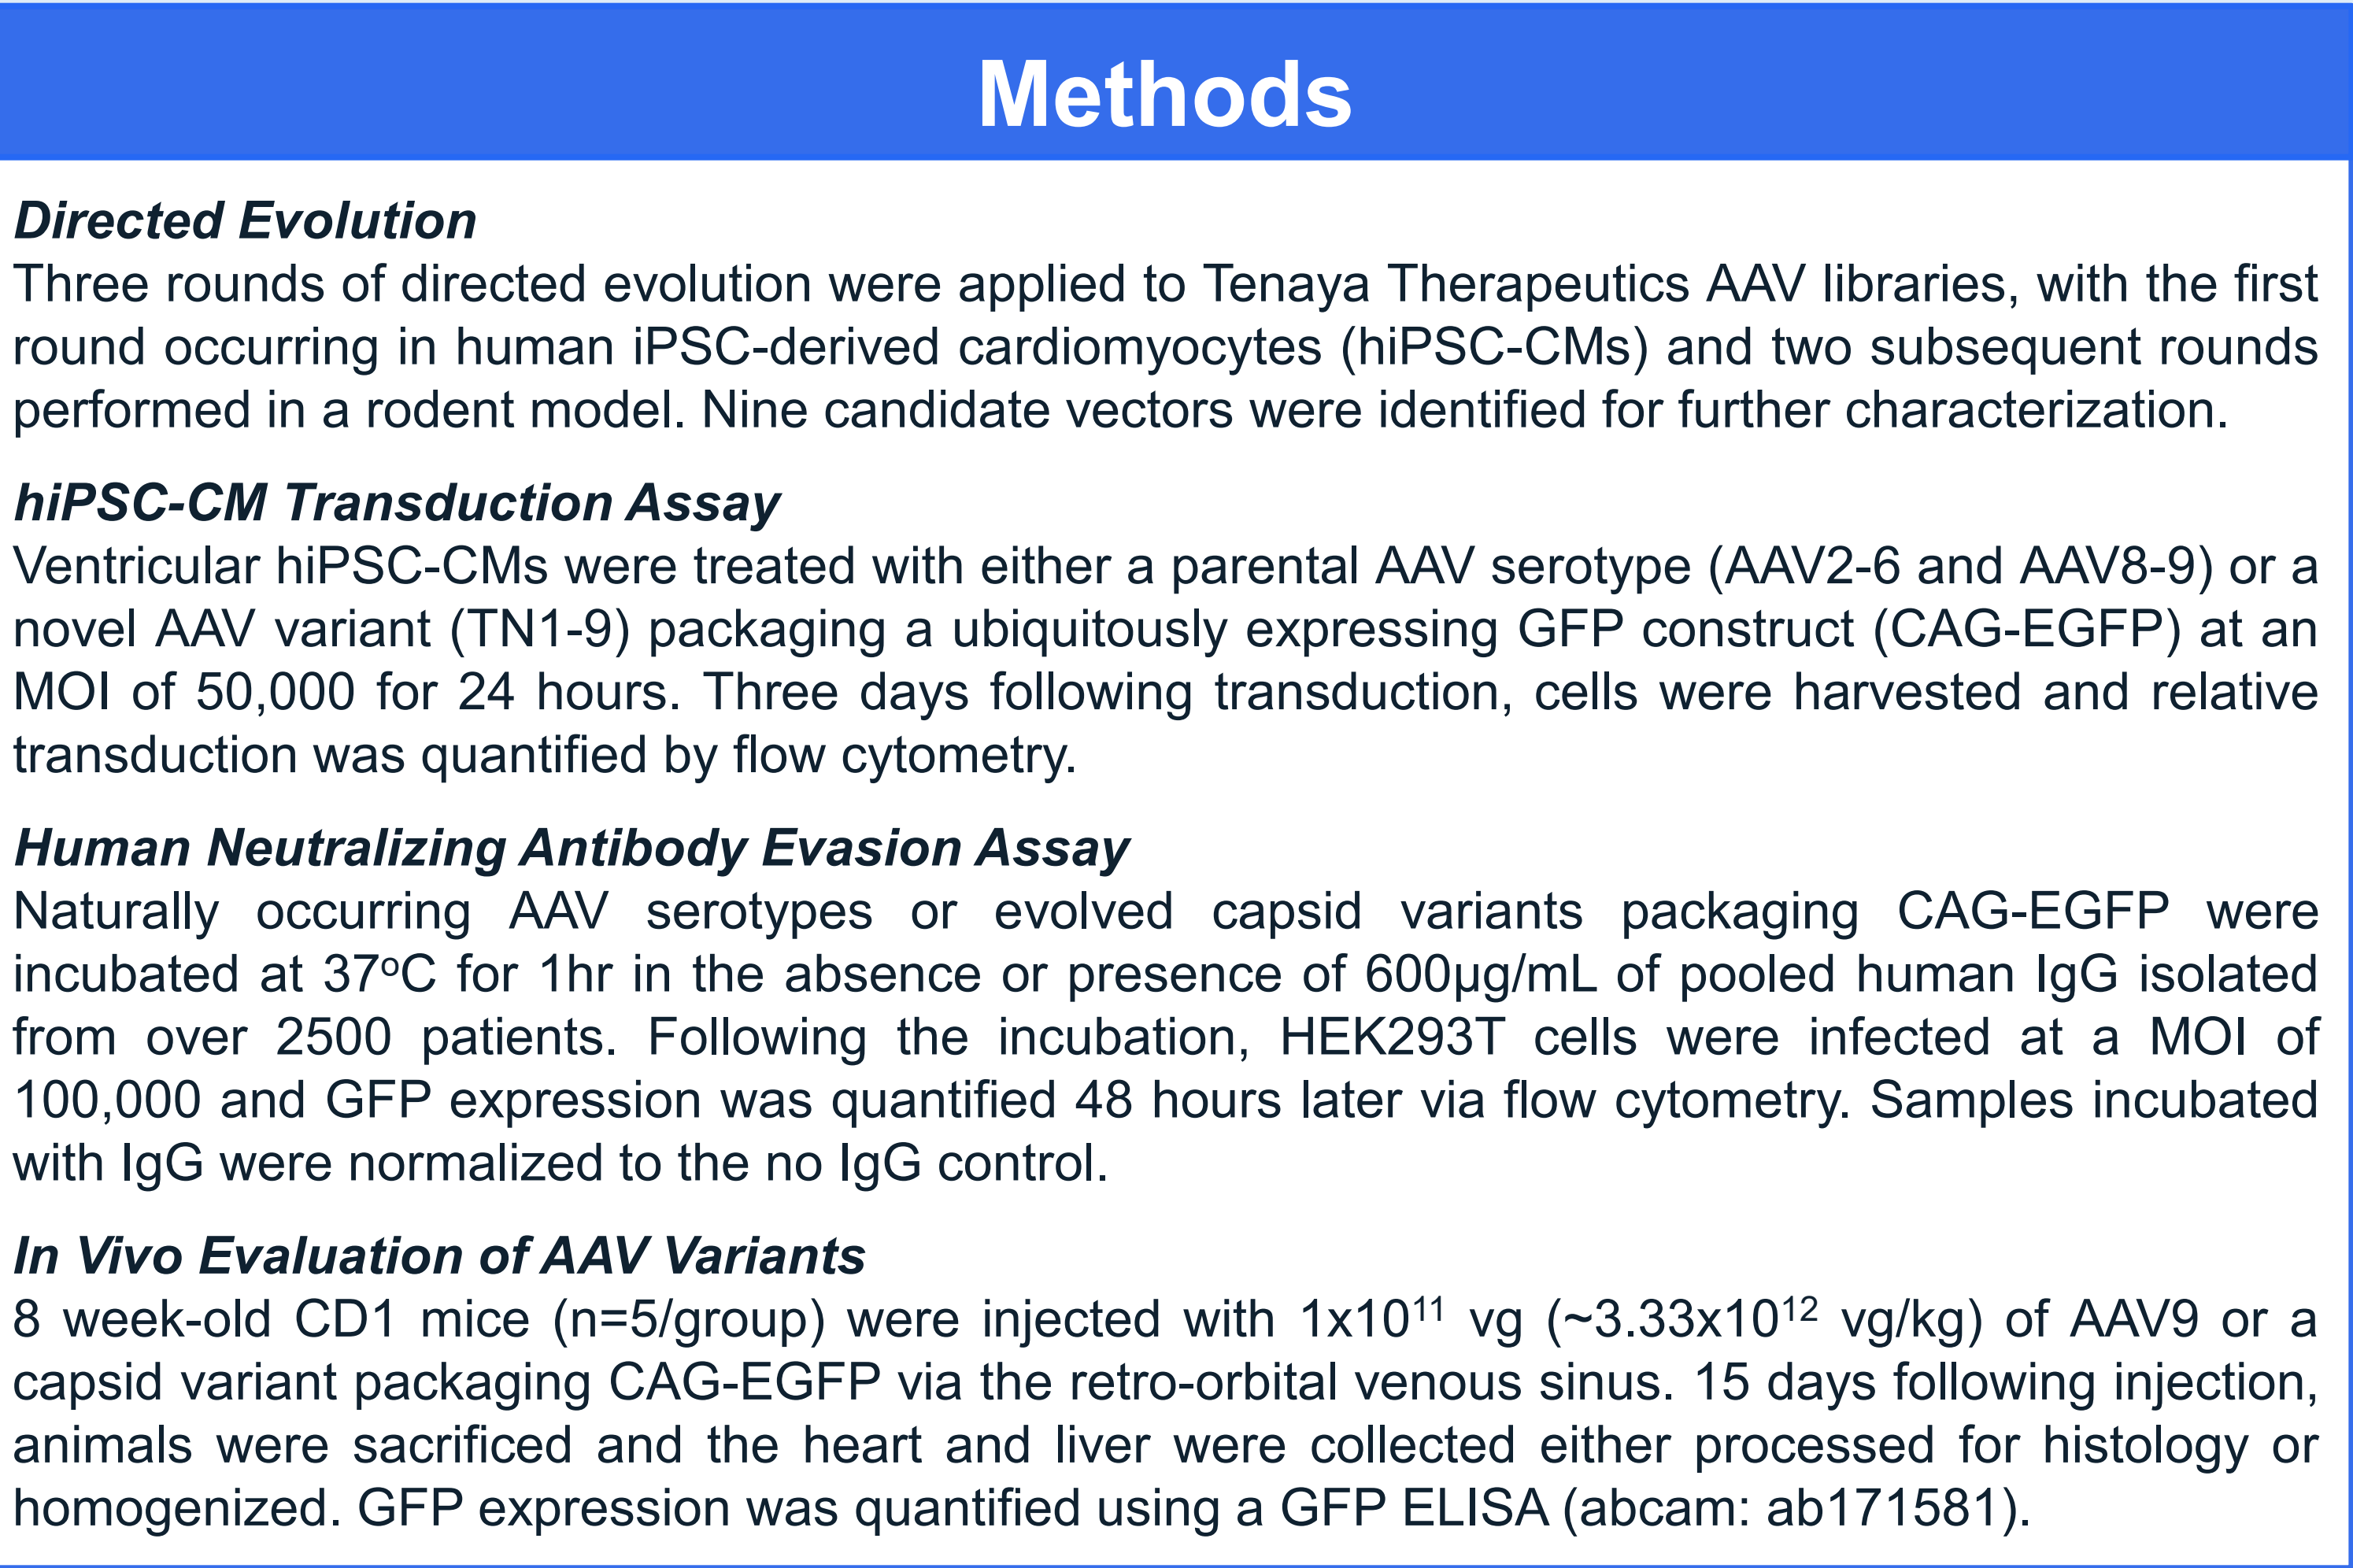 Methods
Directed Evolution
Three rounds of directed evolution were applied to Tenaya Therapeutics AAV libraries, with the first
round occurring in human iPSC-derived cardiomyocytes (hiPSC-CMs) and two subsequent rounds
performed in a rodent model. Nine candidate vectors were identified for further characterization.
hiPSC-CM Transduction Assay
Ventricular hiPSC-CMs were treated with either a parental AAV serotype (AAV2-6 and AAV8-9) or a
novel AAV variant (TN1-9) packaging a ubiquitously expressing GFP construct (CAG-EGFP) at an
MOI of 50,000 for 24 hours. Three days following transduction, cells were harvested and relative
transduction was quantified by flow cytometry.
Human Neutralizing Antibody Evasion Assay
Naturally occurring AAV serotypes or evolved capsid variants packaging CAG-EGFP were
incubated at 37ºC for 1hr in the absence or presence of 600µg/mL of pooled human IgG isolated
from over 2500 patients. Following the incubation, HEK293T cells were infected at a MOI of
100,000 and GFP expression was quantified 48 hours later via flow cytometry. Samples incubated
with IgG were normalized to the no IgG control.
In Vivo Evaluation of AAV Variants
8 week-old CD1 mice (n=5/group) were injected with 1x10¹¹ vg (~3.33x10¹² vg/kg) of AAV9 or a
capsid variant packaging CAG-EGFP via the retro-orbital venous sinus. 15 days following injection,
animals were sacrificed and the heart and liver were collected either processed for histology or
homogenized. GFP expression was quantified using a GFP ELISA (abcam: ab171581).